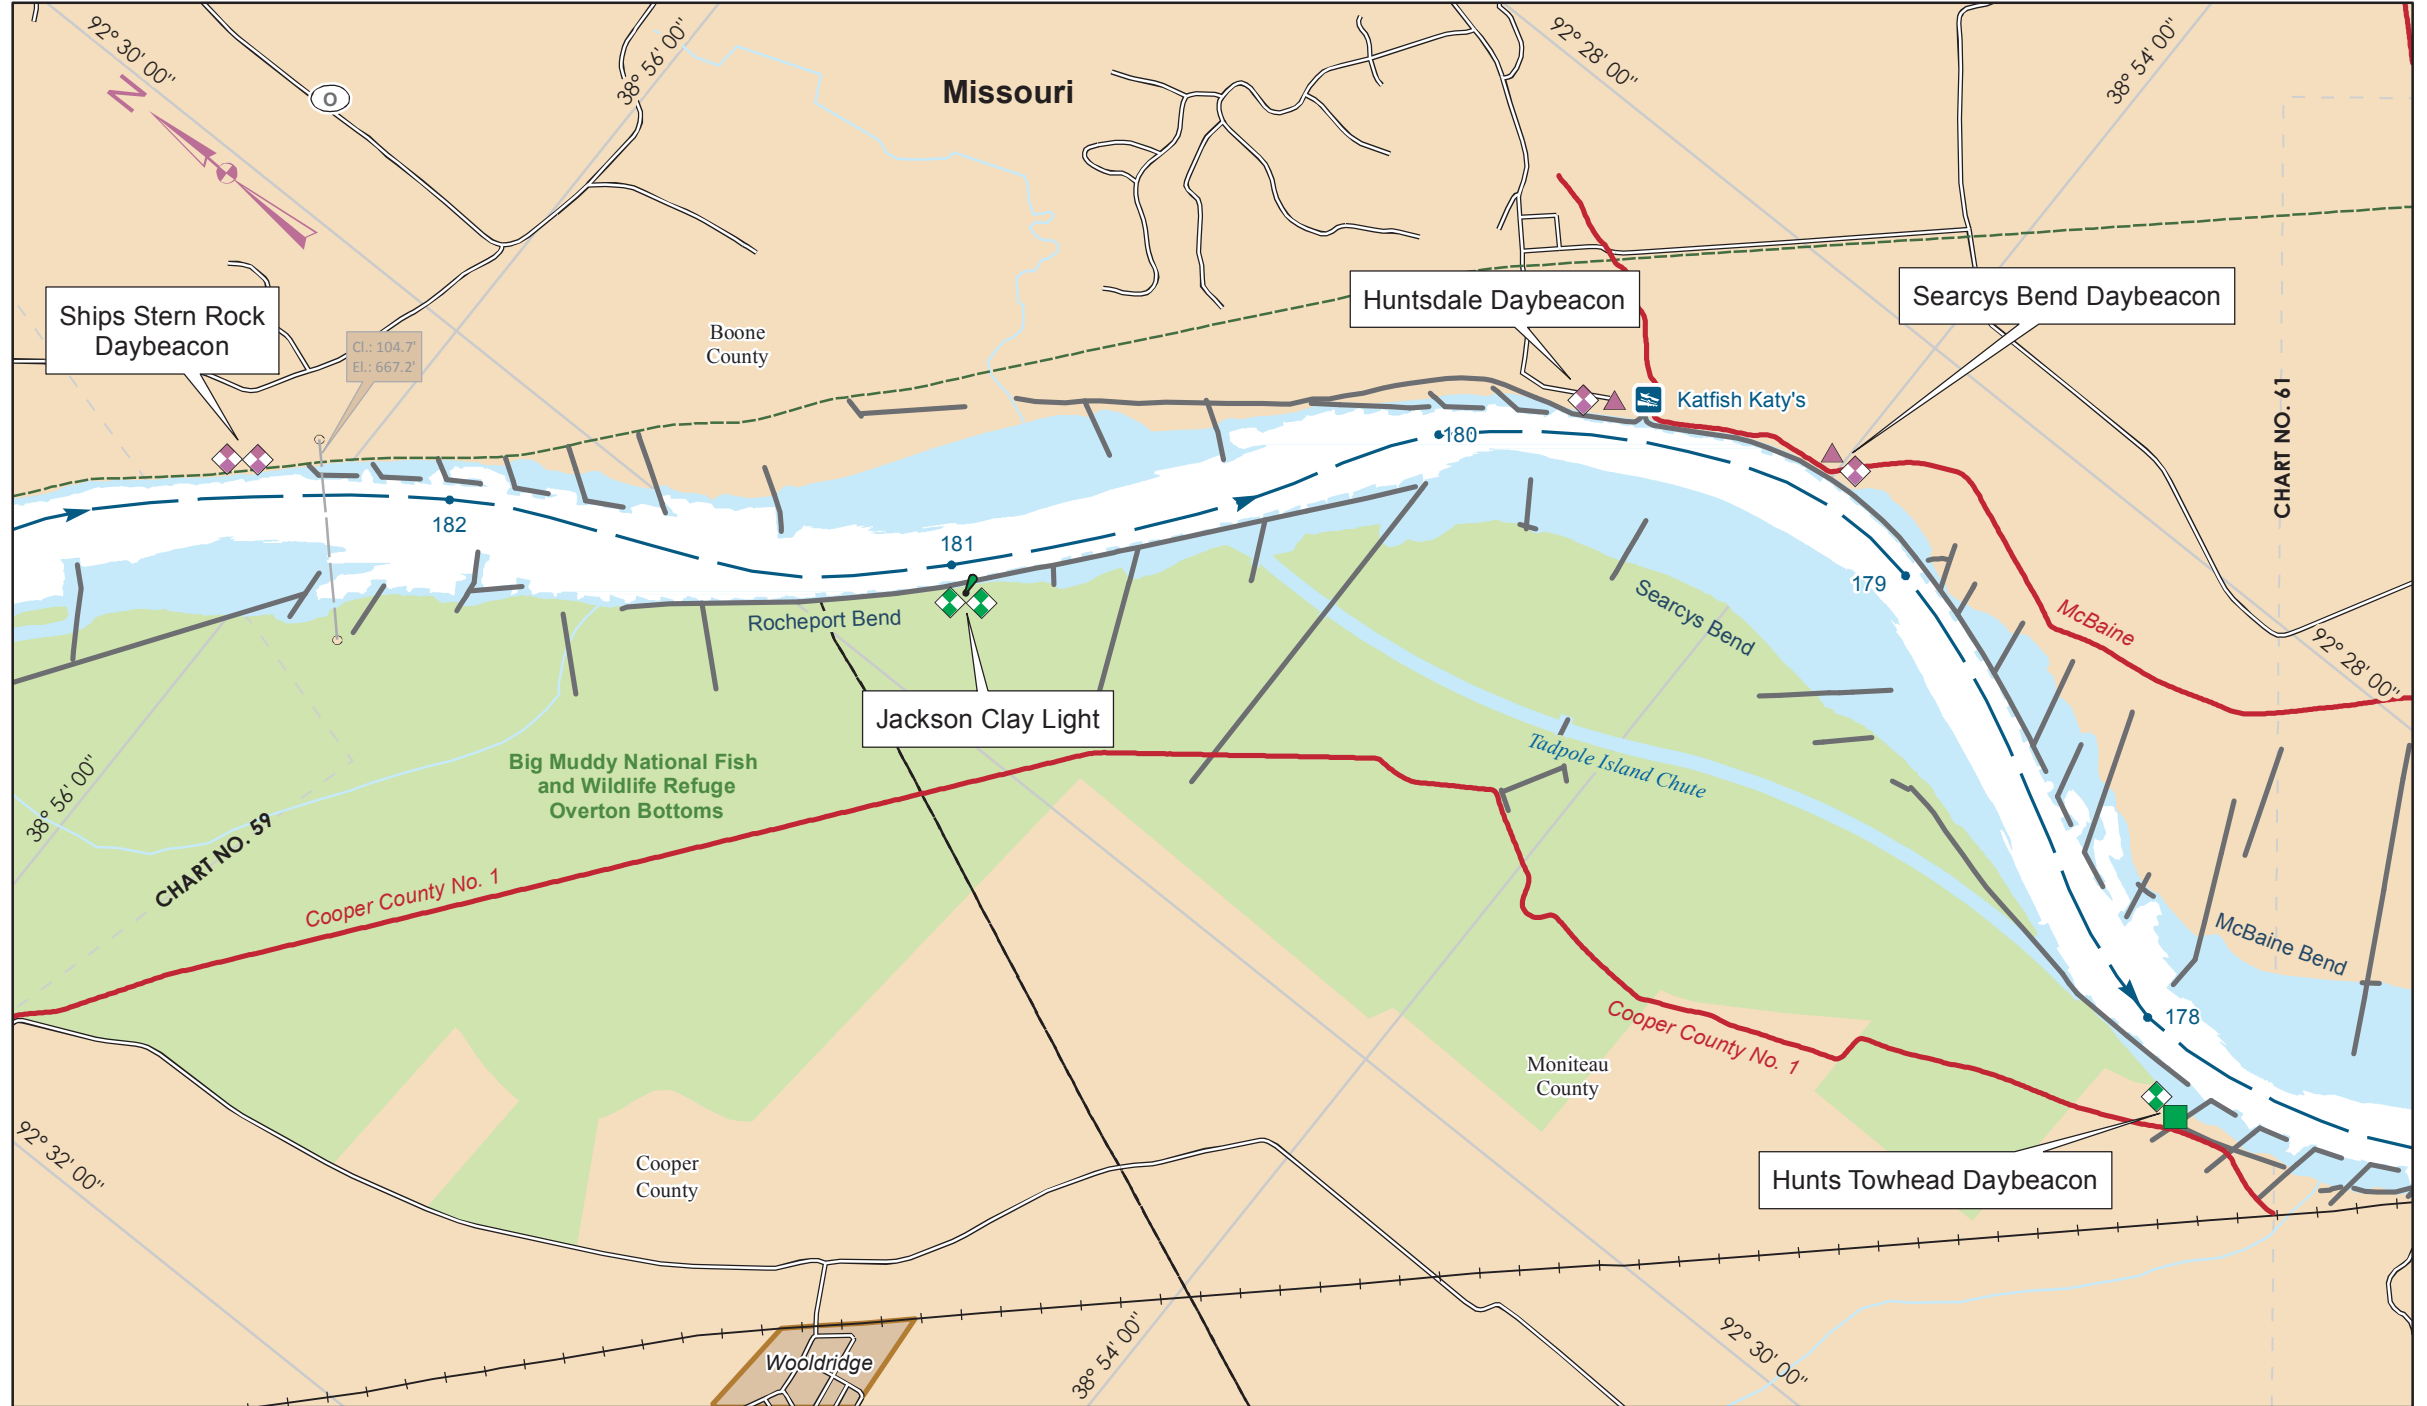 92° 30' 00"
38° 56' 00"
Missouri
92° 28' 00"
38° 54' 00"
N
O
Ships Stern Rock
Daybeacon
Cl.: 104.7'
El.: 667.2'
Boone
County
Huntsdale Daybeacon
Searcys Bend Daybeacon
Katfish Katy's
CHART NO. 61
182
181
180
179
Rocheport Bend
Searcys Bend
McBaine
92° 28' 00"
Jackson Clay Light
Tadpole Island Chute
Big Muddy National Fish
and Wildlife Refuge
Overton Bottoms
38° 56' 00"
CHART NO. 59
Cooper County No. 1
McBaine Bend
178
Cooper County No. 1
Moniteau
County
92° 32' 00"
Cooper
County
Hunts Towhead Daybeacon
38° 54' 00"
92° 30' 00"
Wooldridge